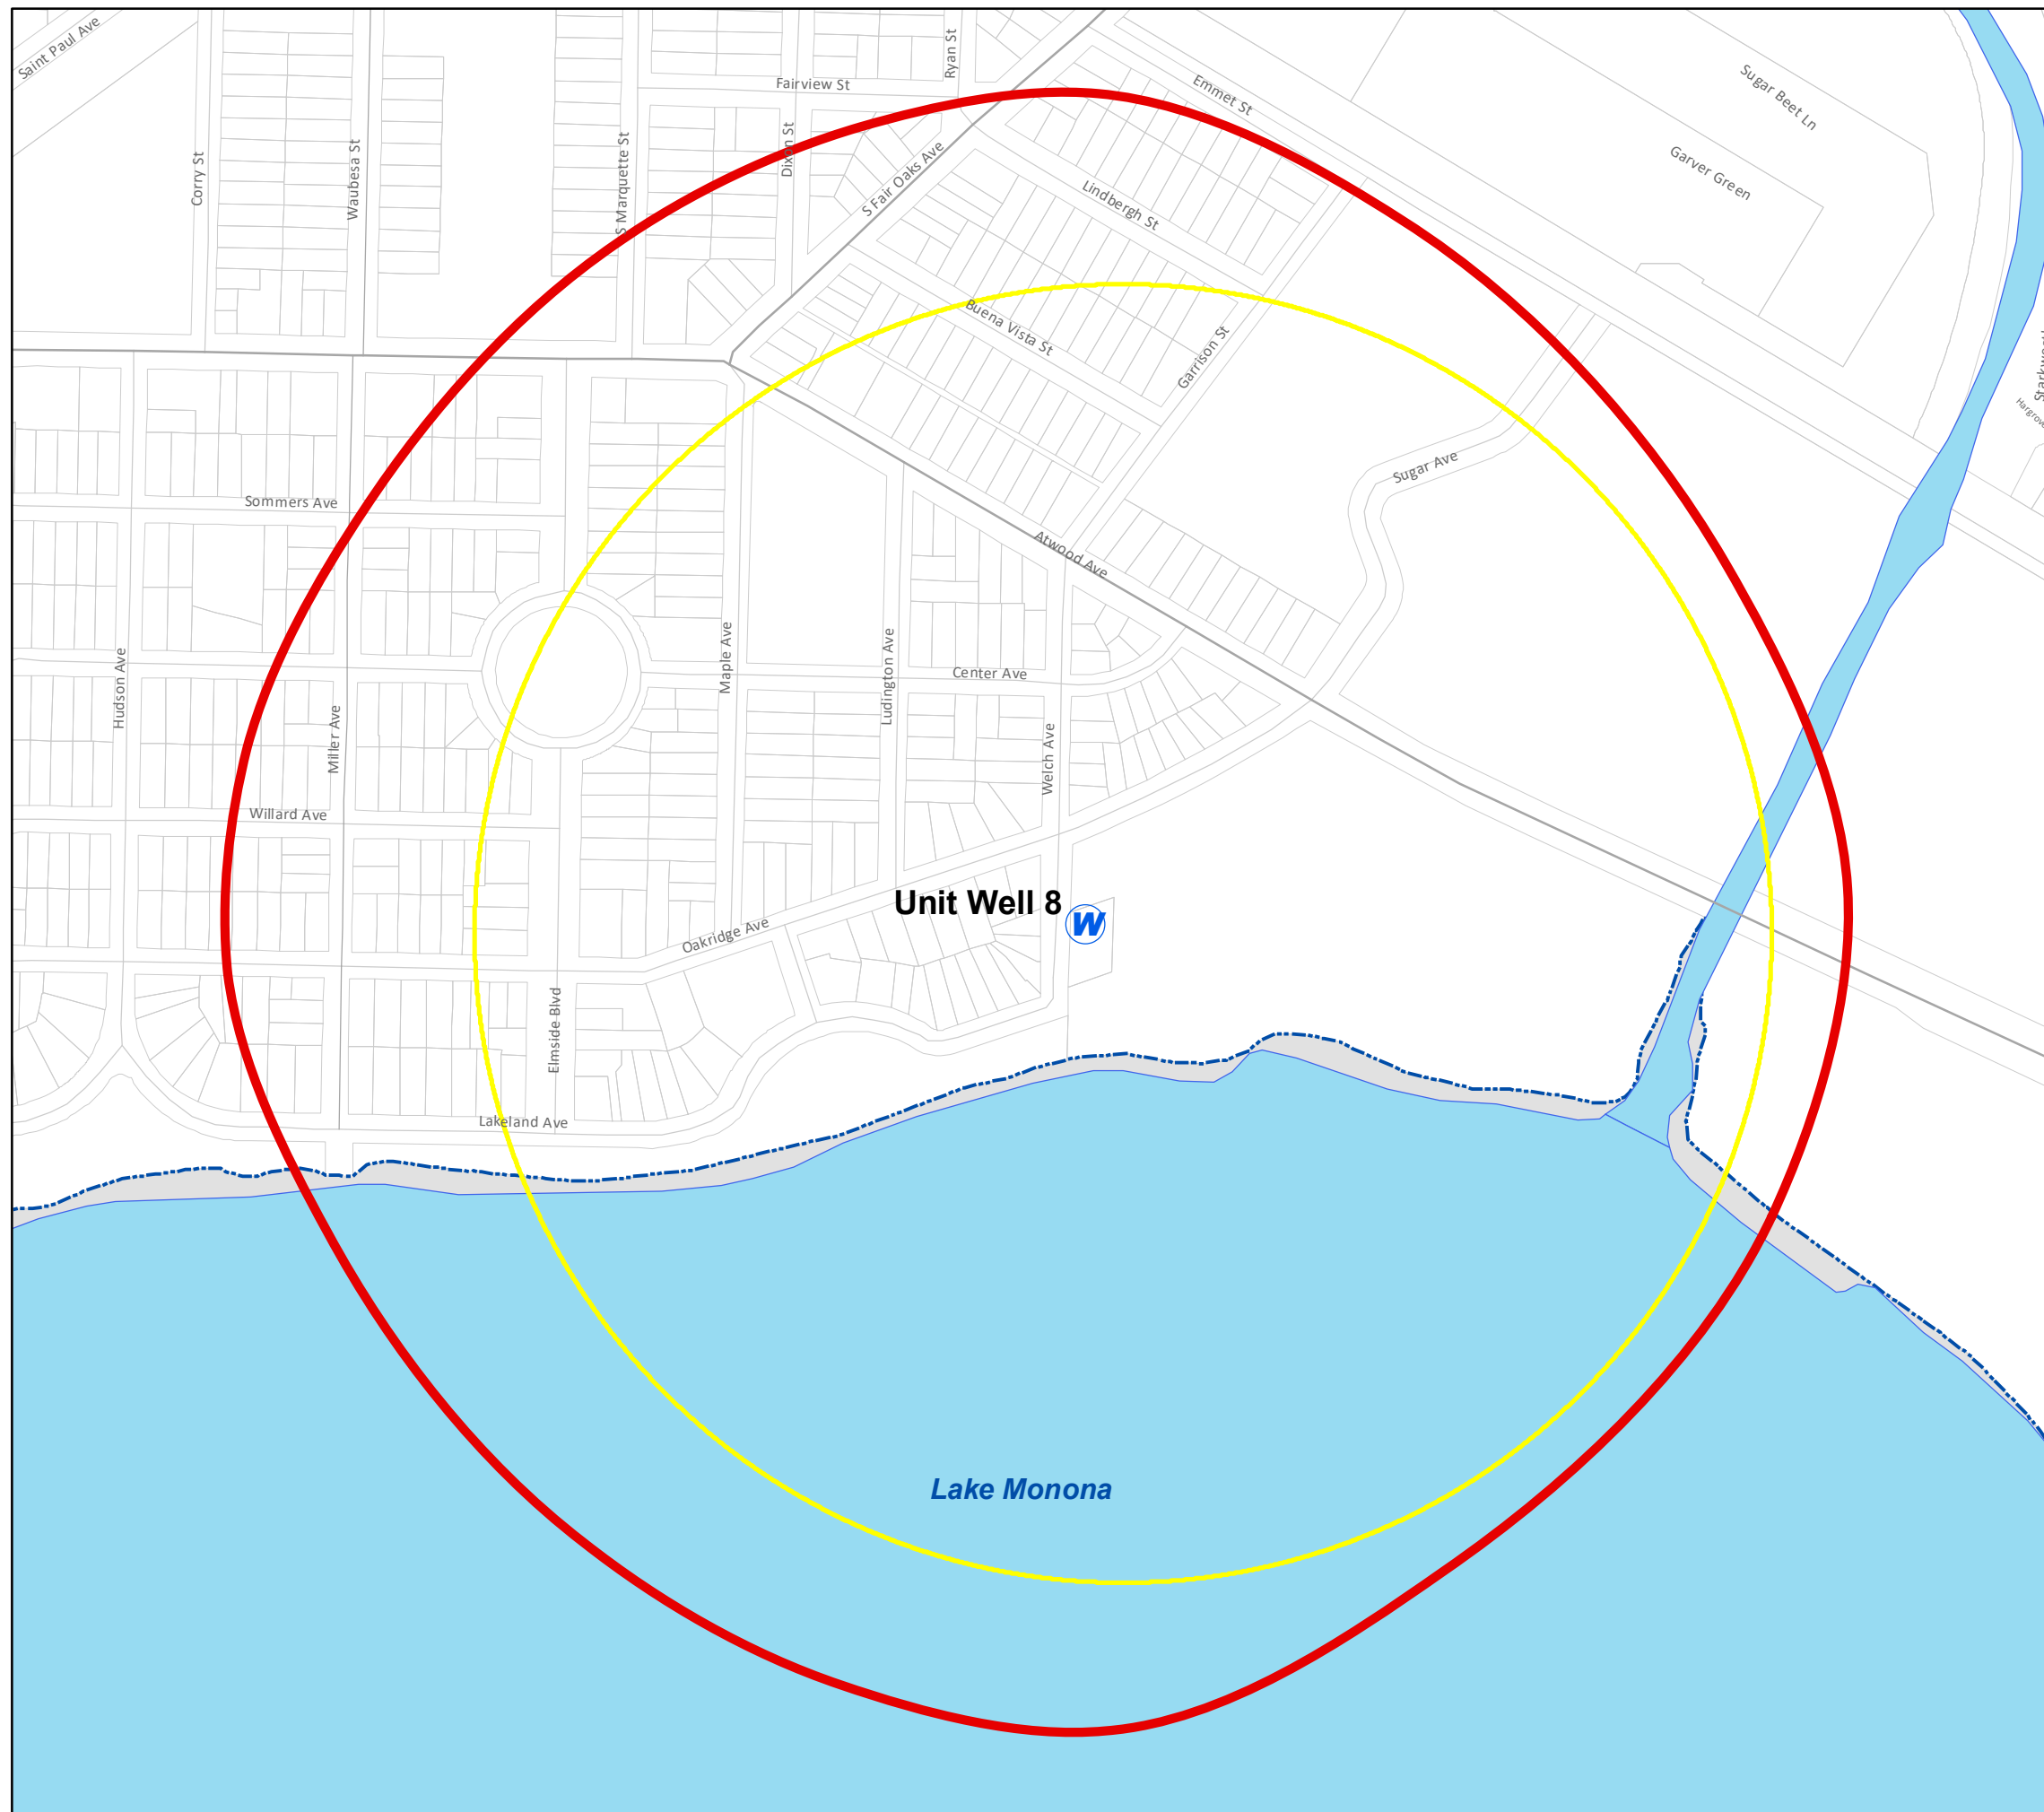 Saint Paul Ave
Ryan St
Fairview St
Emmet St
Sugar Beet Ln
Corry St
Waubesa St
S Marquette St
Dixon St
S Fair Oaks Ave
Lindbergh St
Garver Green
Buena Vista St
Garrison St
Sugar Ave
Sommers Ave
Atwood Ave
Hudson Ave
Miller Ave
Maple Ave
Ludington Ave
Center Ave
Welch Ave
Willard Ave
Unit Well 8
W
Oakridge Ave
Elmside Blvd
Lakeland Ave
Lake Monona